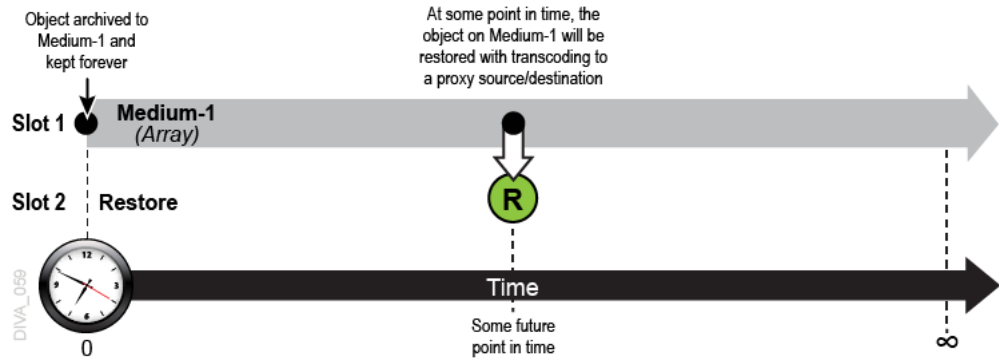 Object archived to
Medium-1 and
kept forever
At some point in time, the
object on Medium-1 will be
restored with transcoding to
a proxy source/destination
Slot 1
Medium-1
(Array)
Slot 2
Restore
R
12
3
6
9
DIVA_059
Time
0
Some future
point in time
∞